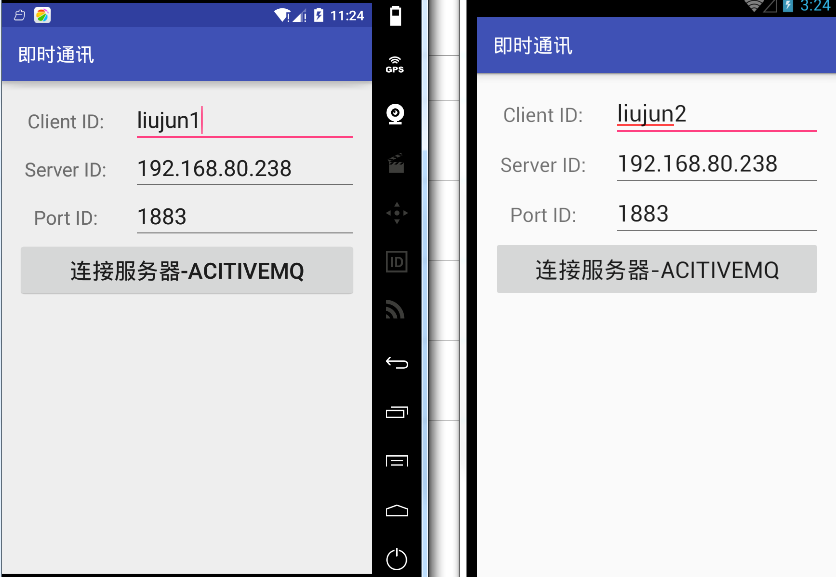 11:24
即时通讯
Client ID:
liujun1
Server ID:
192.168.80.238
Port ID:
1883
连接服务器-ACITIVEMQ
GPS
ID
3:24
即时通讯
Client ID:
liujun2
Server ID:
192.168.80.238
Port ID:
1883
连接服务器-ACITIVEMQ